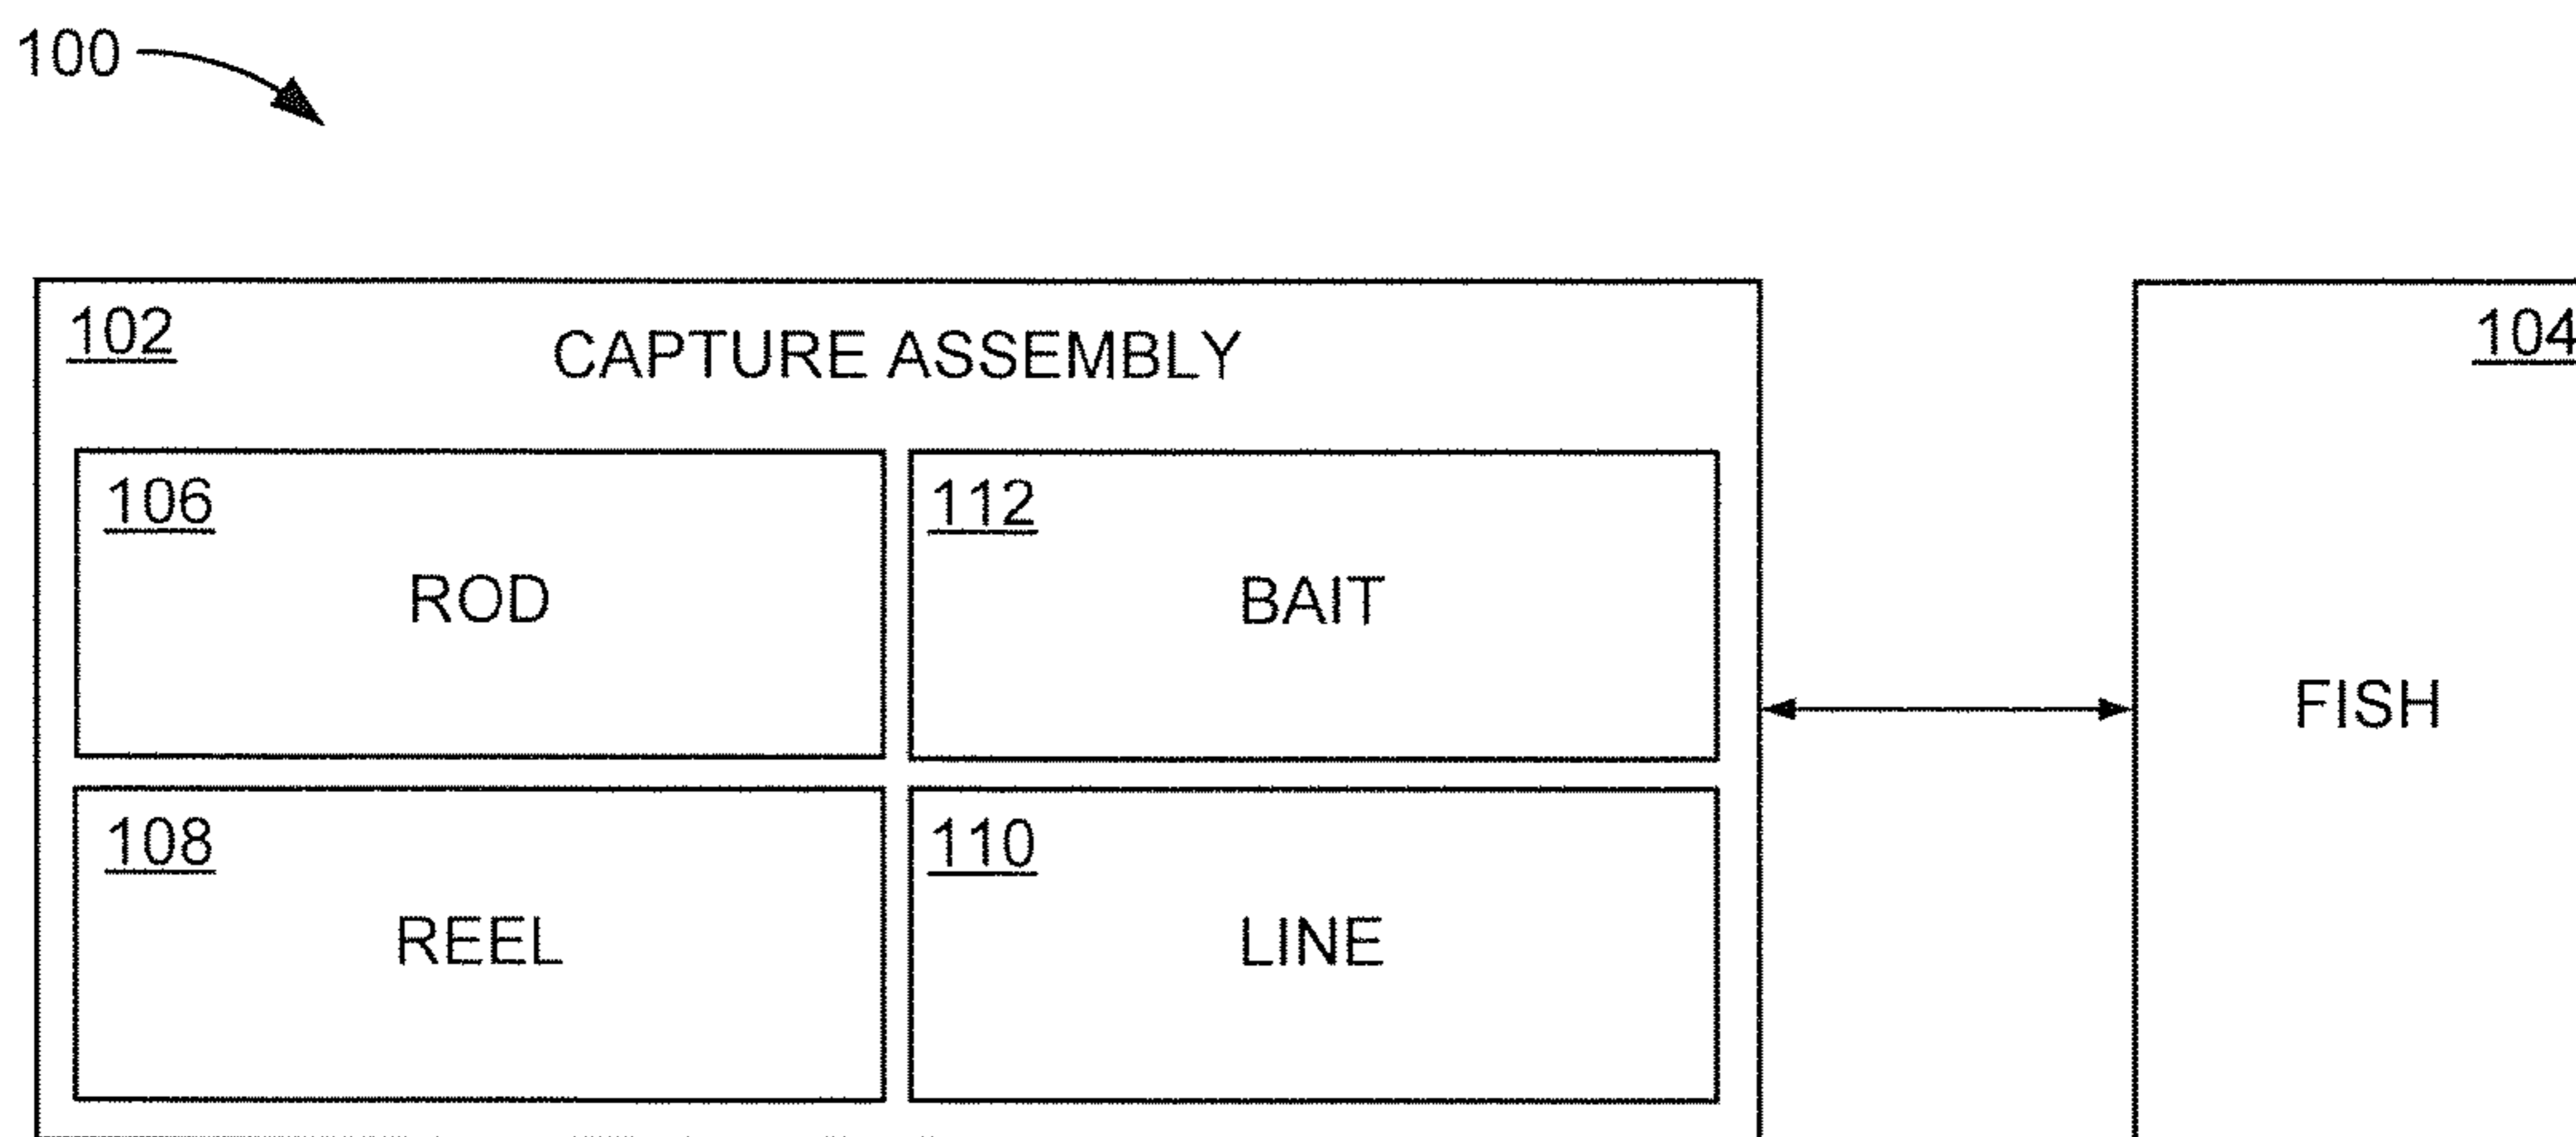 100
102
CAPTURE ASSEMBLY
104
106
ROD
112
BAIT
FISH
108
REEL
110
LINE